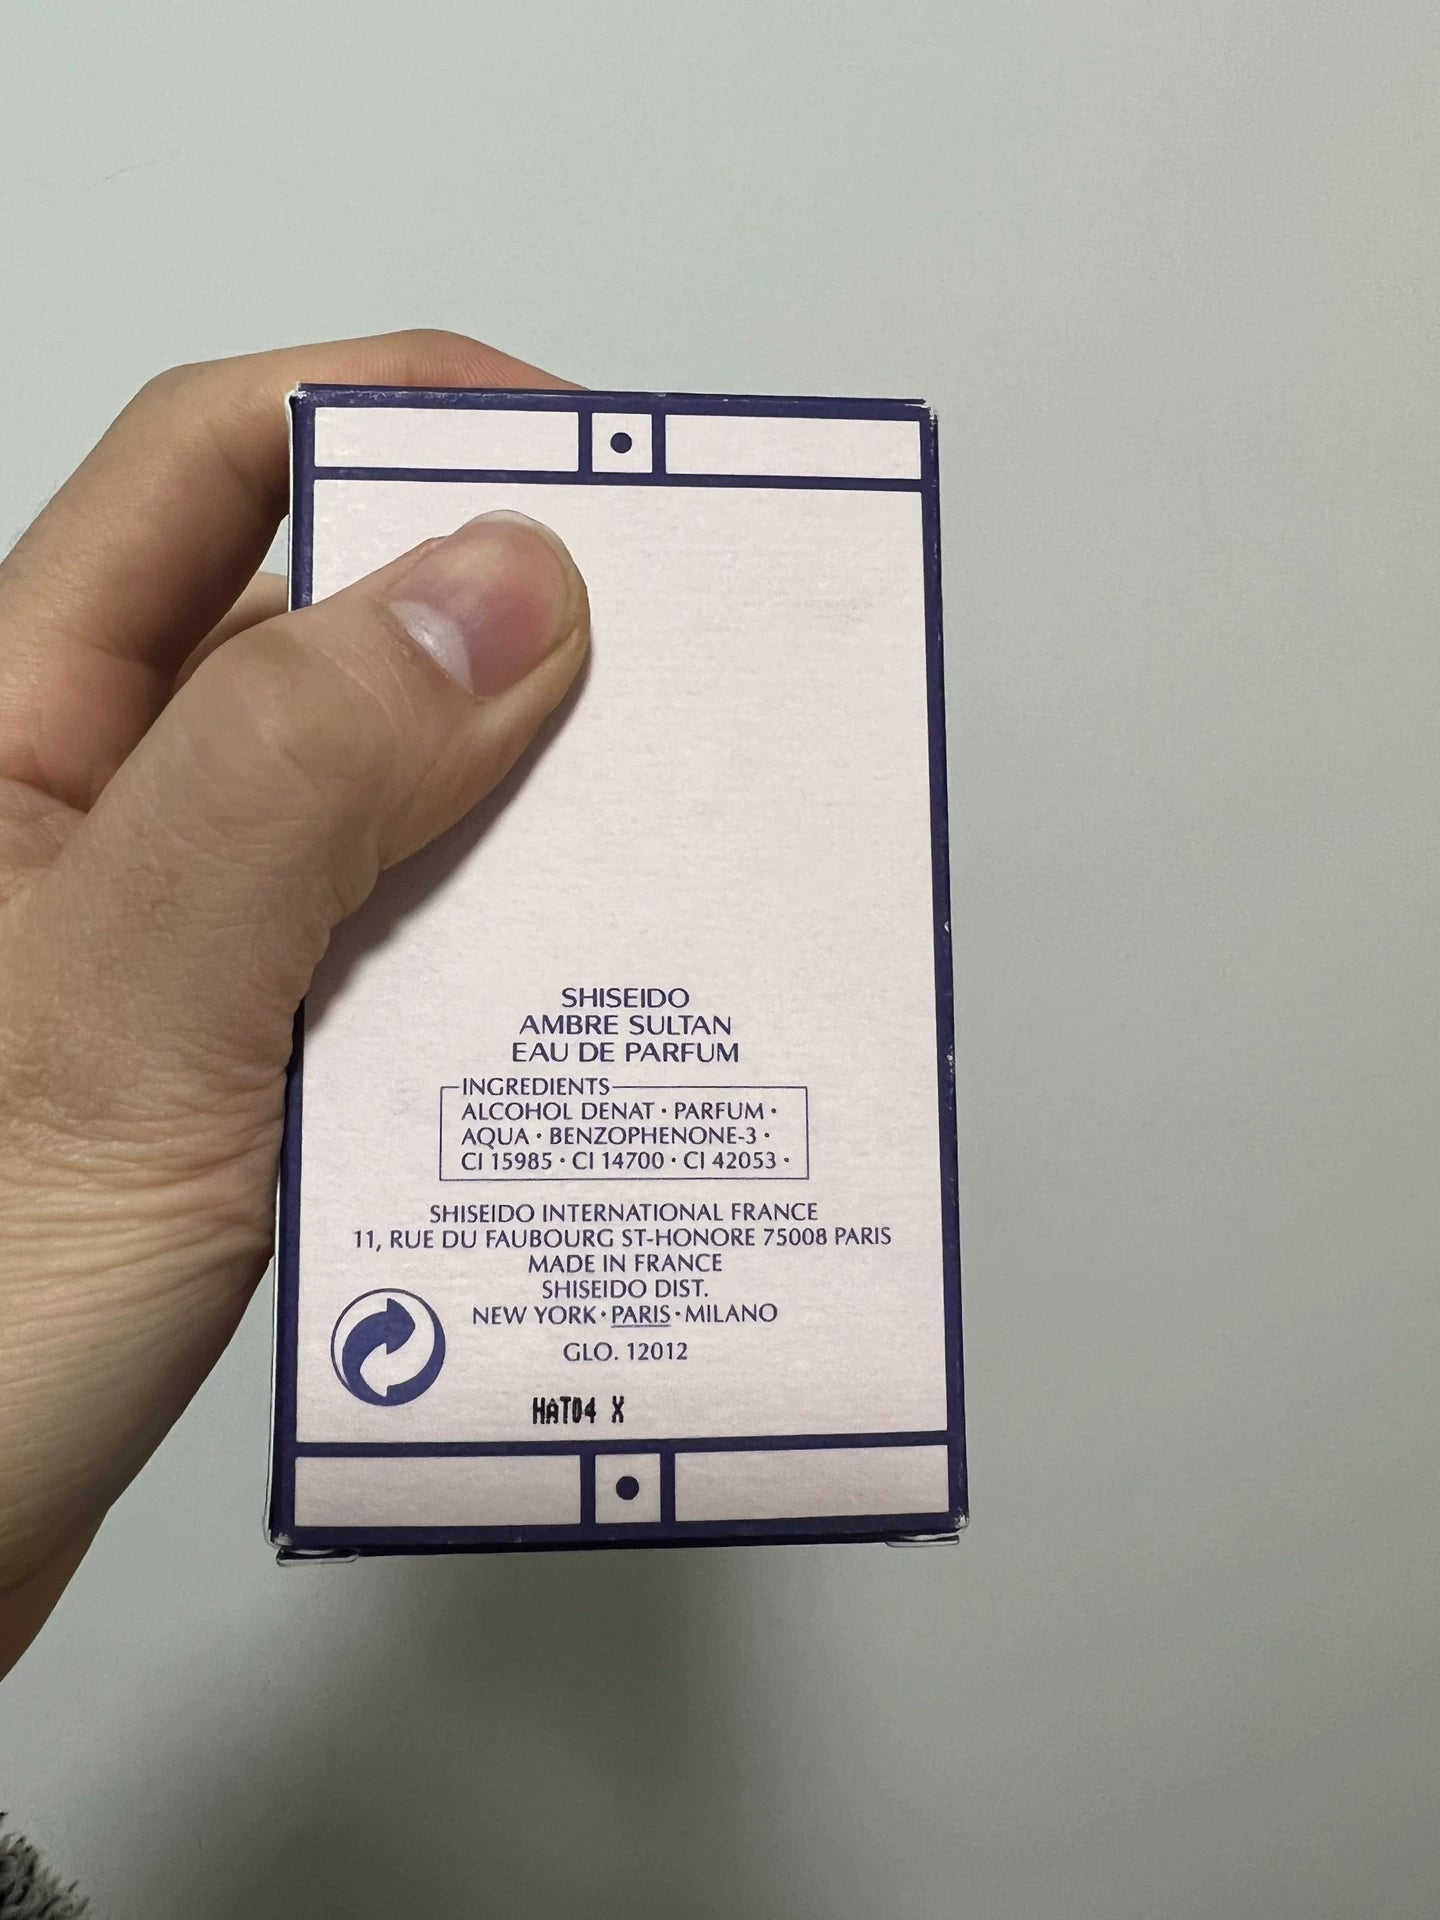 SHISEIDO
AMBRE SULTAN
EAU DE PARFUM
INGREDIENTS
ALCOHOL DENAT · PARFUM ·
AQUA · BENZOPHENONE-3 ·
CI 15985 · CI 14700 · CI 42053 ·
SHISEIDO INTERNATIONAL FRANCE
11, RUE DU FAUBOURG ST-HONORE 75008 PARIS
MADE IN FRANCE
SHISEIDO DIST.
NEW YORK · PARIS · MILANO
GLO. 12012
HAT04 X